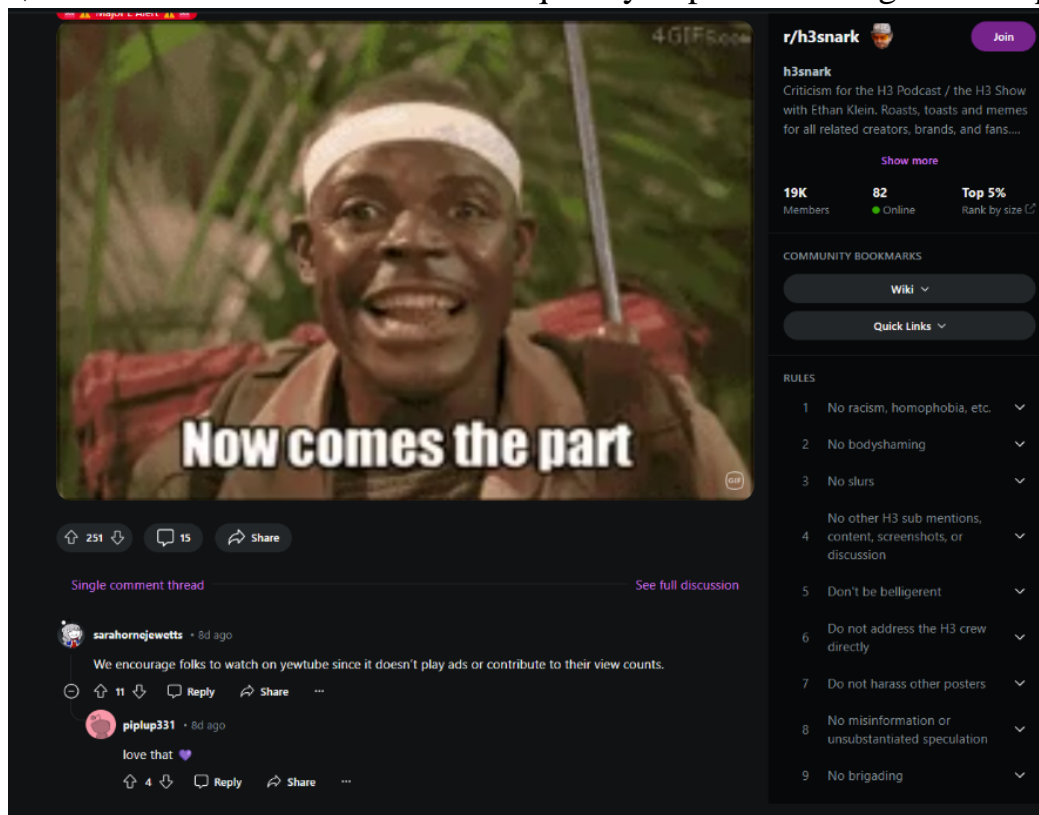 Major L Alert
4GIFs.com
Now comes the part
GIF
251
15
Share
Single comment thread
See full discussion
sarahornejewetts • 8d ago
We encourage folks to watch on yewtube since it doesn't play ads or contribute to their view counts.
11
Reply
Share
...
piplup331 • 8d ago
love that 💜
4
Reply
Share
...
r/h3snark
Join
h3snark
Criticism for the H3 Podcast / the H3 Show
with Ethan Klein. Roasts, toasts and memes
for all related creators, brands, and fans....
Show more
19K
82
Top 5%
Members
Online
Rank by size
COMMUNITY BOOKMARKS
Wiki
Quick Links
RULES
1 No racism, homophobia, etc.
2 No bodyshaming
3 No slurs
4 No other H3 sub mentions,
content, screenshots, or
discussion
5 Don't be belligerent
6 Do not address the H3 crew
directly
7 Do not harass other posters
8 No misinformation or
unsubstantiated speculation
9 No brigading